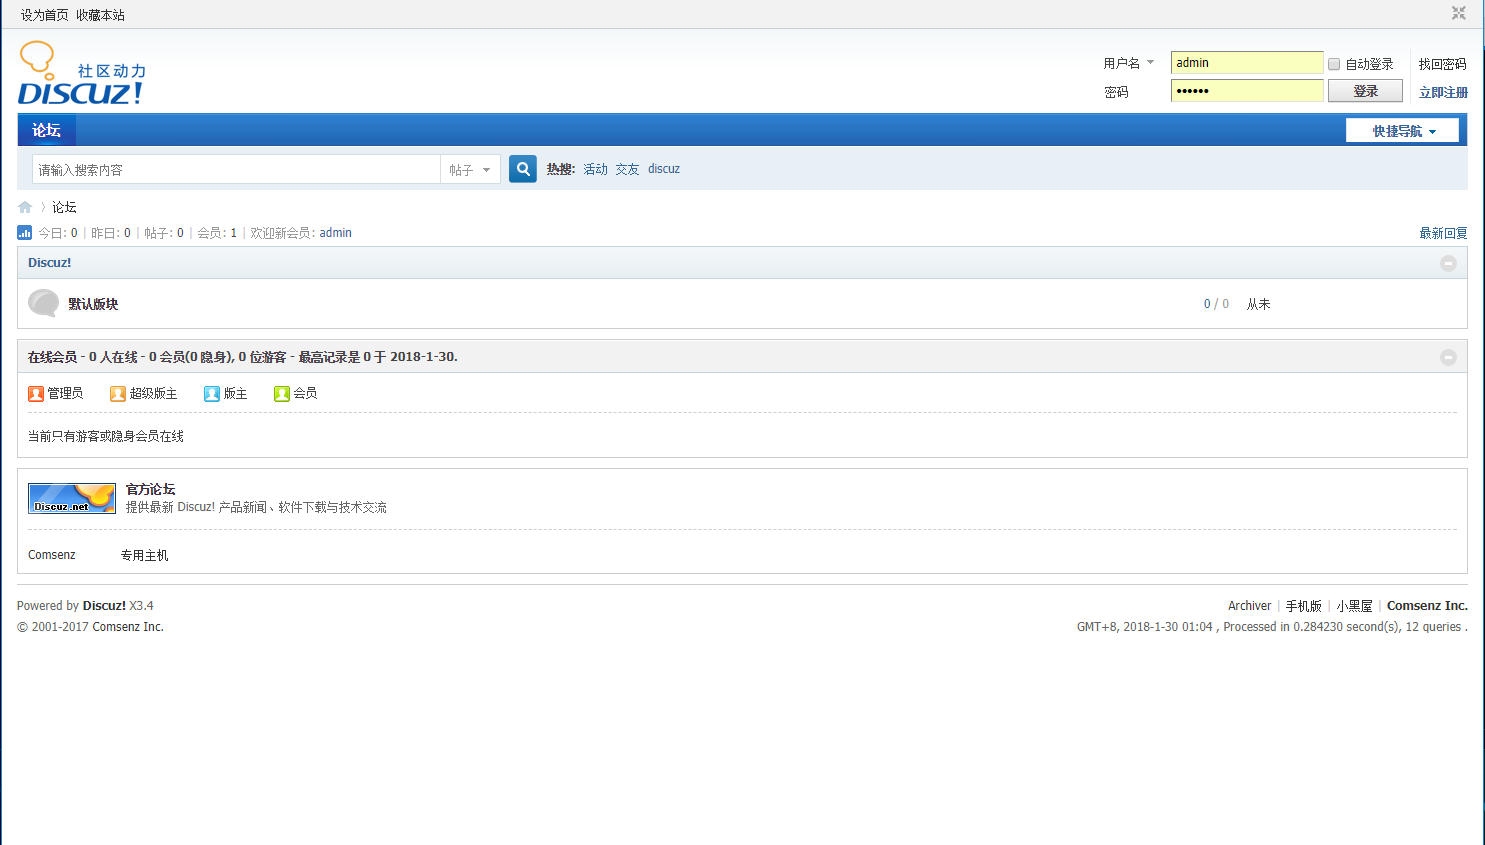 设为首页 收藏本站
社区动力
DISCUZ!
用户名 admin 自动登录 找回密码
密码 •••••• 登录 立即注册
论坛 快捷导航
请输入搜索内容 帖子 热搜: 活动 交友 discuz
〉 论坛
今日: 0 | 昨日: 0 | 帖子: 0 | 会员: 1 | 欢迎新会员: admin 最新回复
Discuz!
默认版块 0 / 0 从未
在线会员 - 0 人在线 - 0 会员(0 隐身), 0 位游客 - 最高记录是 0 于 2018-1-30.
管理员 超级版主 版主 会员
当前只有游客或隐身会员在线
Discuz.net
官方论坛
提供最新 Discuz! 产品新闻、软件下载与技术交流
Comsenz 专用主机
Powered by Discuz! X3.4 Archiver | 手机版 | 小黑屋 | Comsenz Inc.
© 2001-2017 Comsenz Inc. GMT+8, 2018-1-30 01:04 , Processed in 0.284230 second(s), 12 queries .